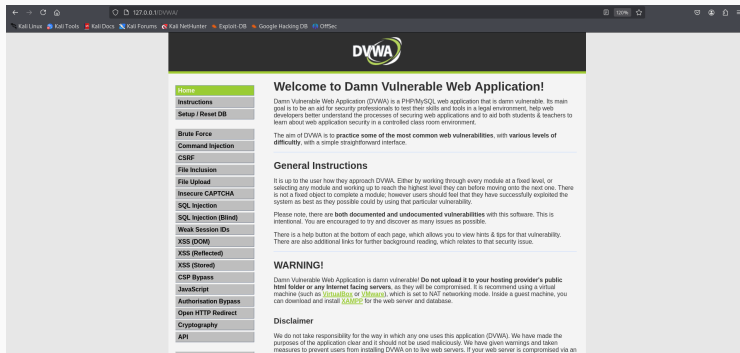 127.0.0.1/DVWA/
120%
Kali Linux Kali Tools Kali Docs Kali Forums Kali NetHunter Exploit-DB Google Hacking DB OffSec
DVWA
Home
Instructions
Setup / Reset DB
Brute Force
Command Injection
CSRF
File Inclusion
File Upload
Insecure CAPTCHA
SQL Injection
SQL Injection (Blind)
Weak Session IDs
XSS (DOM)
XSS (Reflected)
XSS (Stored)
CSP Bypass
JavaScript
Authorisation Bypass
Open HTTP Redirect
Cryptography
API
Welcome to Damn Vulnerable Web Application!
Damn Vulnerable Web Application (DVWA) is a PHP/MySQL web application that is damn vulnerable. Its main
goal is to be an aid for security professionals to test their skills and tools in a legal environment, help web
developers better understand the processes of securing web applications and to aid both students & teachers to
learn about web application security in a controlled class room environment.
The aim of DVWA is to practice some of the most common web vulnerabilities, with various levels of
difficultly, with a simple straightforward interface.
General Instructions
It is up to the user how they approach DVWA. Either by working through every module at a fixed level, or
selecting any module and working up to reach the highest level they can before moving onto the next one. There
is not a fixed object to complete a module; however users should feel that they have successfully exploited the
system as best as they possible could by using that particular vulnerability.
Please note, there are both documented and undocumented vulnerabilities with this software. This is
intentional. You are encouraged to try and discover as many issues as possible.
There is a help button at the bottom of each page, which allows you to view hints & tips for that vulnerability.
There are also additional links for further background reading, which relates to that security issue.
WARNING!
Damn Vulnerable Web Application is damn vulnerable! Do not upload it to your hosting provider's public
html folder or any Internet facing servers, as they will be compromised. It is recommend using a virtual
machine (such as VirtualBox or VMware), which is set to NAT networking mode. Inside a guest machine, you
can download and install XAMPP for the web server and database.
Disclaimer
We do not take responsibility for the way in which any one uses this application (DVWA). We have made the
purposes of the application clear and it should not be used maliciously. We have given warnings and taken
measures to prevent users from installing DVWA on to live web servers. If your web server is compromised via an